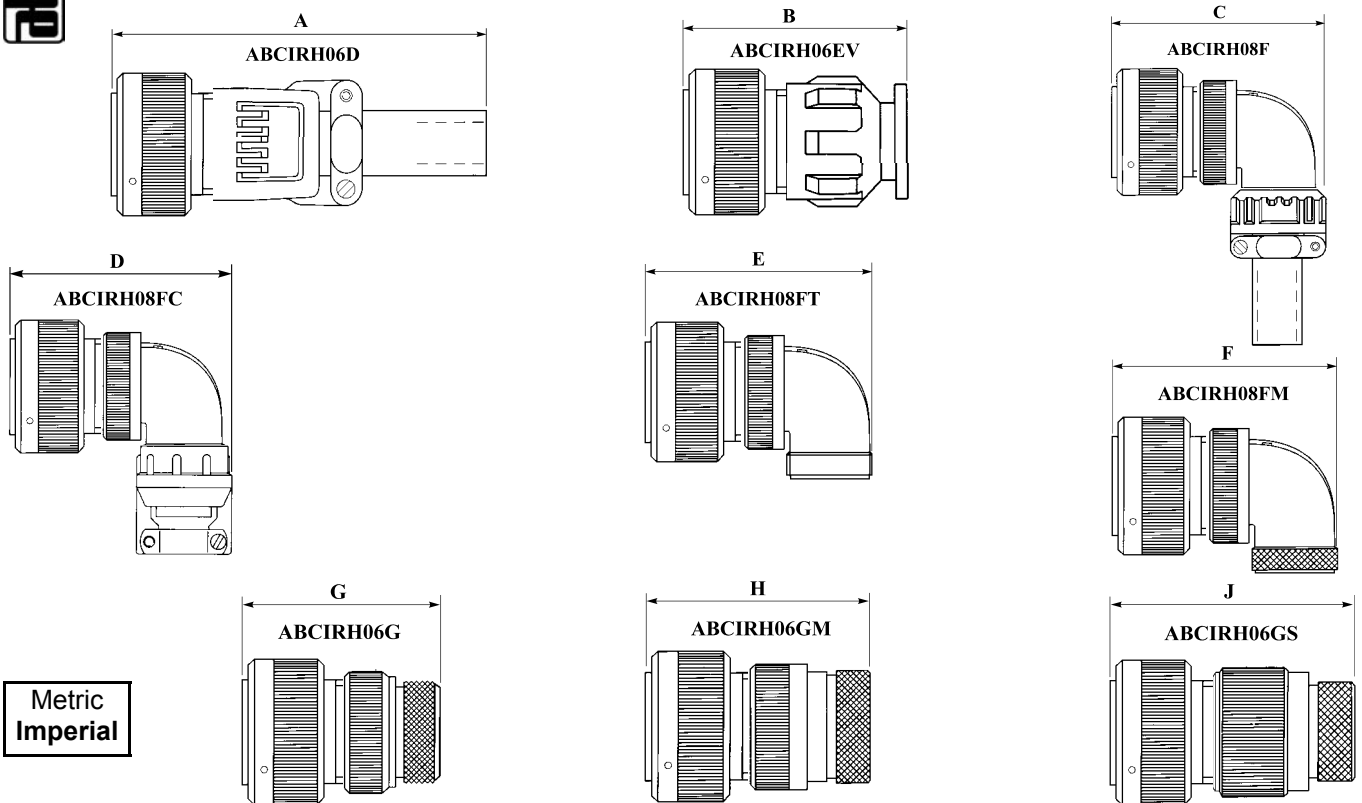 A
ABCIRH06D
B
ABCIRH06EV
C
ABCIRH08F
D
ABCIRH08FC
E
ABCIRH08FT
F
ABCIRH08FM
G
ABCIRH06G
H
ABCIRH06GM
J
ABCIRH06GS
Metric
Imperial